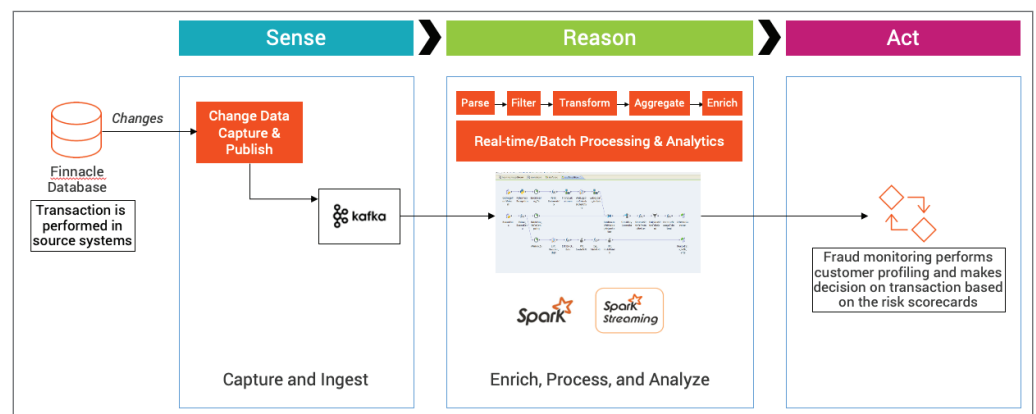 Sense
Reason
Act
Changes
Finnacle
Database
Transaction is
performed in
source systems
Change Data
Capture &
Publish
kafka
Capture and Ingest
Parse
Filter
Transform
Aggregate
Enrich
Real-time/Batch Processing & Analytics
Spark
Spark
Streaming
Enrich, Process, and Analyze
Fraud monitoring performs
customer profiling and makes
decision on transaction based
on the risk scorecards